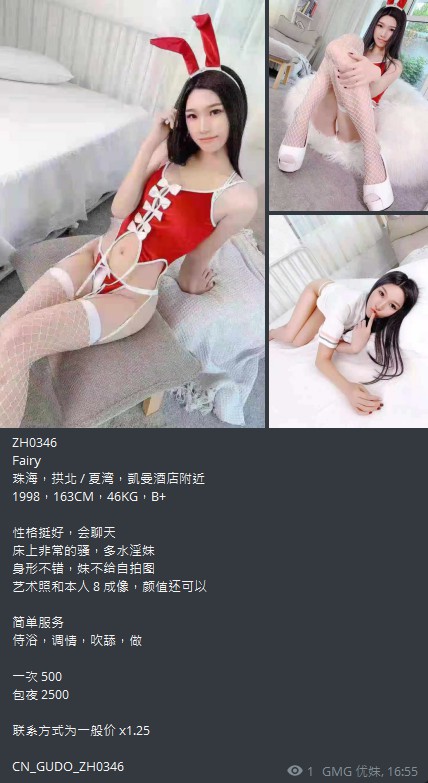 ZH0346
Fairy
珠海，拱北 / 夏湾，凱曼酒店附近
1998，163CM，46KG，B+
性格挺好，会聊天
床上非常的骚，多水淫妹
身形不错，妹不给自拍图
艺术照和本人 8 成像，颜值还可以
简单服务
侍浴，调情，吹舔，做
一次 500
包夜 2500
联系方式为一般价 x1.25
CN_GUDO_ZH0346
1 GMG 优妹, 16:55